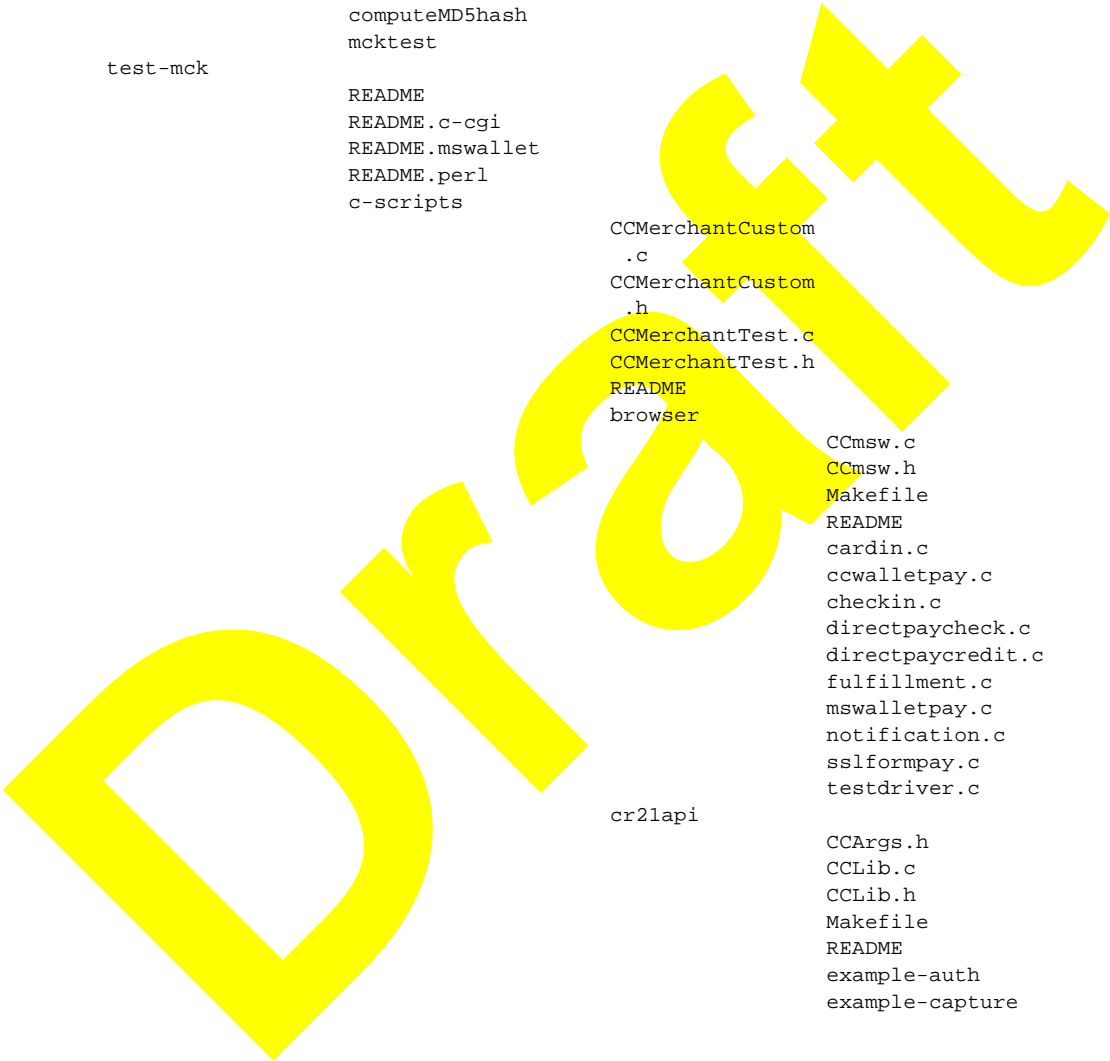 computeMD5hash
mcktest
test-mck
README
README.c-cgi
README.mswallet
README.perl
c-scripts
CCMerchantCustom
.c
CCMerchantCustom
.h
CCMerchantTest.c
CCMerchantTest.h
README
browser
CCmsw.c
CCmsw.h
Makefile
README
cardin.c
ccwalletpay.c
checkin.c
directpaycheck.c
directpaycredit.c
fulfillment.c
mswalletpay.c
notification.c
sslformpay.c
testdriver.c
cr21api
CCArgs.h
CCLib.c
CCLib.h
Makefile
README
example-auth
example-capture
Draft